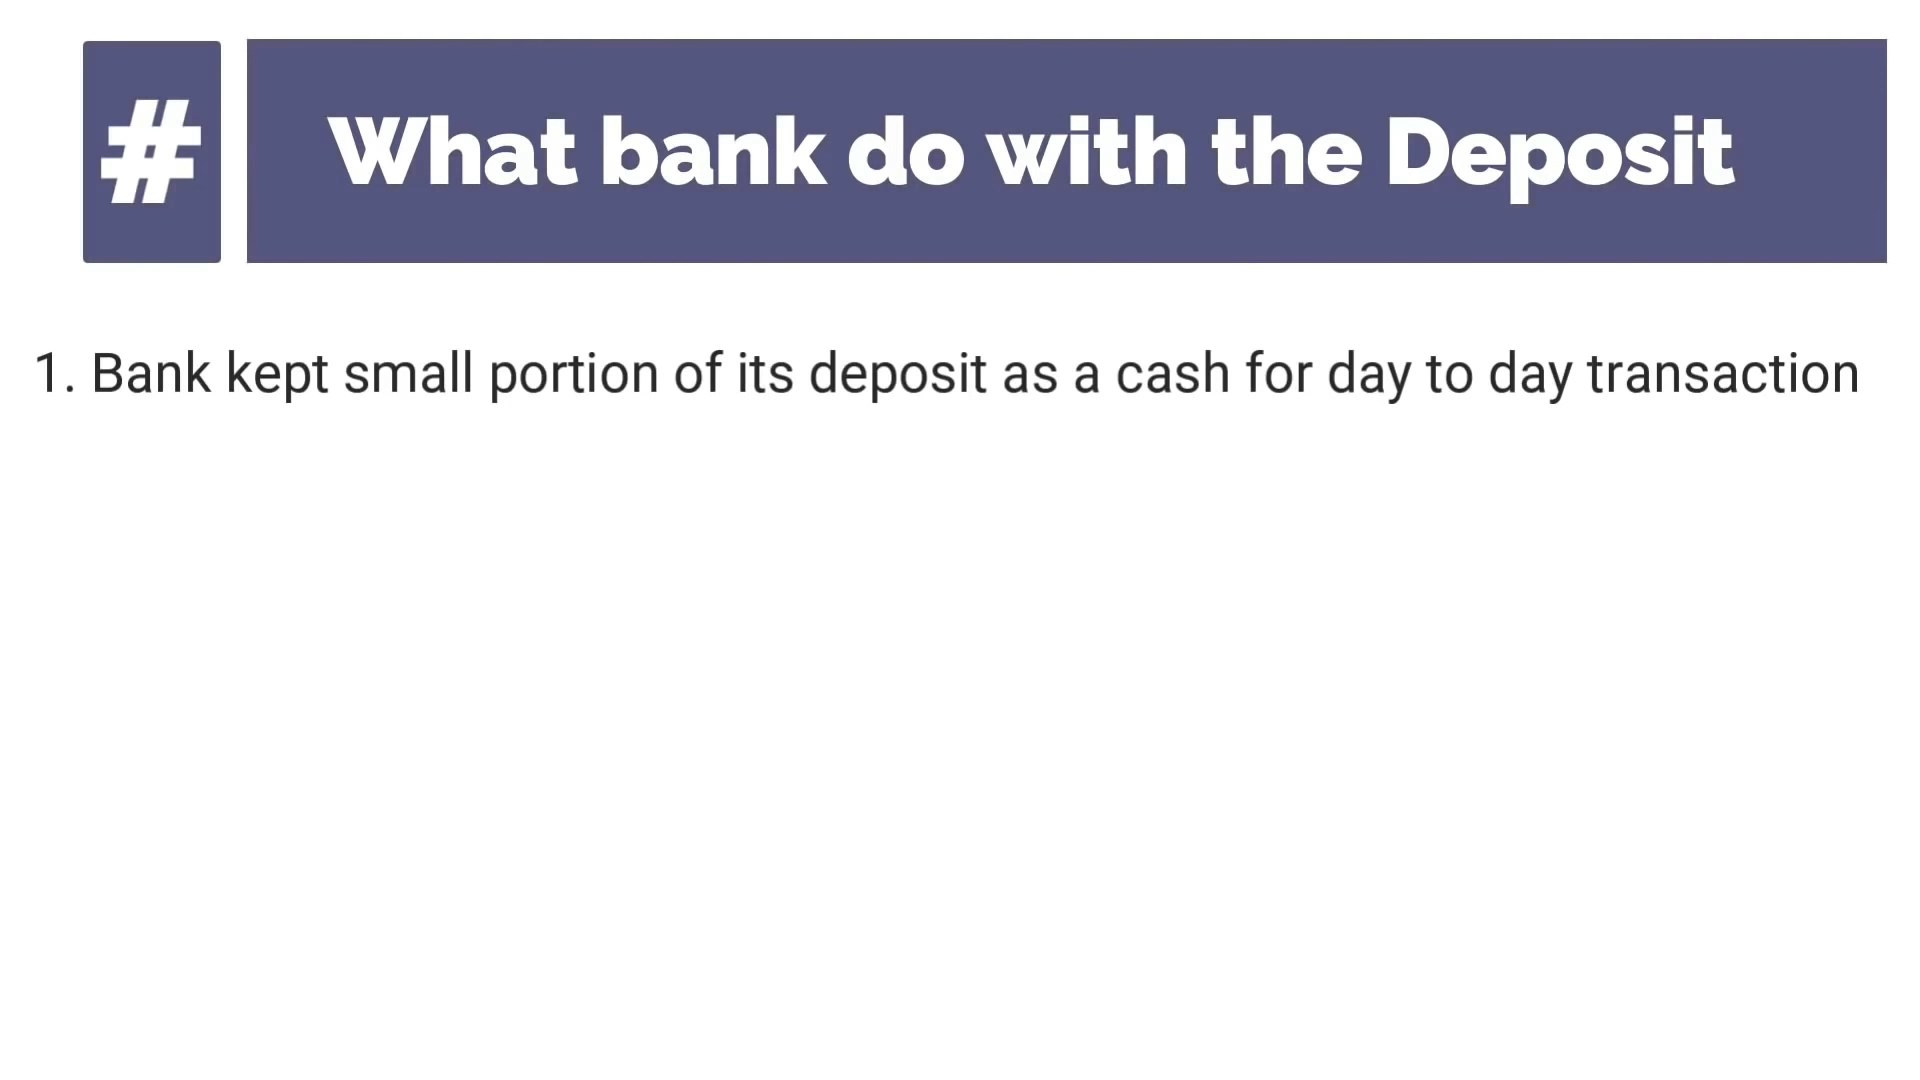 # What bank do with the Deposit
1. Bank kept small portion of its deposit as a cash for day to day transaction